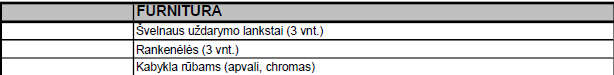 FURNITŪRA
Švelnaus uždarymo lankstai (3 vnt.)
Rankenėlės (3 vnt.)
Kabykla rūbams (apvali, chromas)